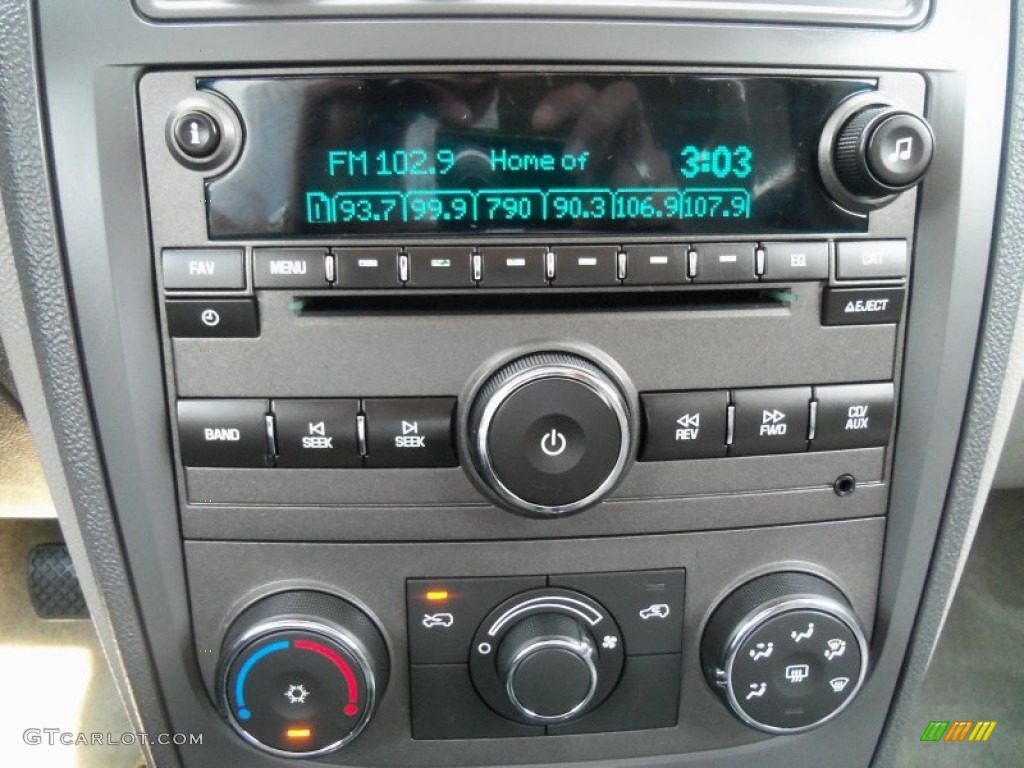 FM 102.9 Home of 3:03
1 93.7 99.9 790 90.3 106.9 107.9
FAV MENU EQ CAT
EJECT
BAND SEEK SEEK REV FWD CD/AUX
GTCARLOT.COM